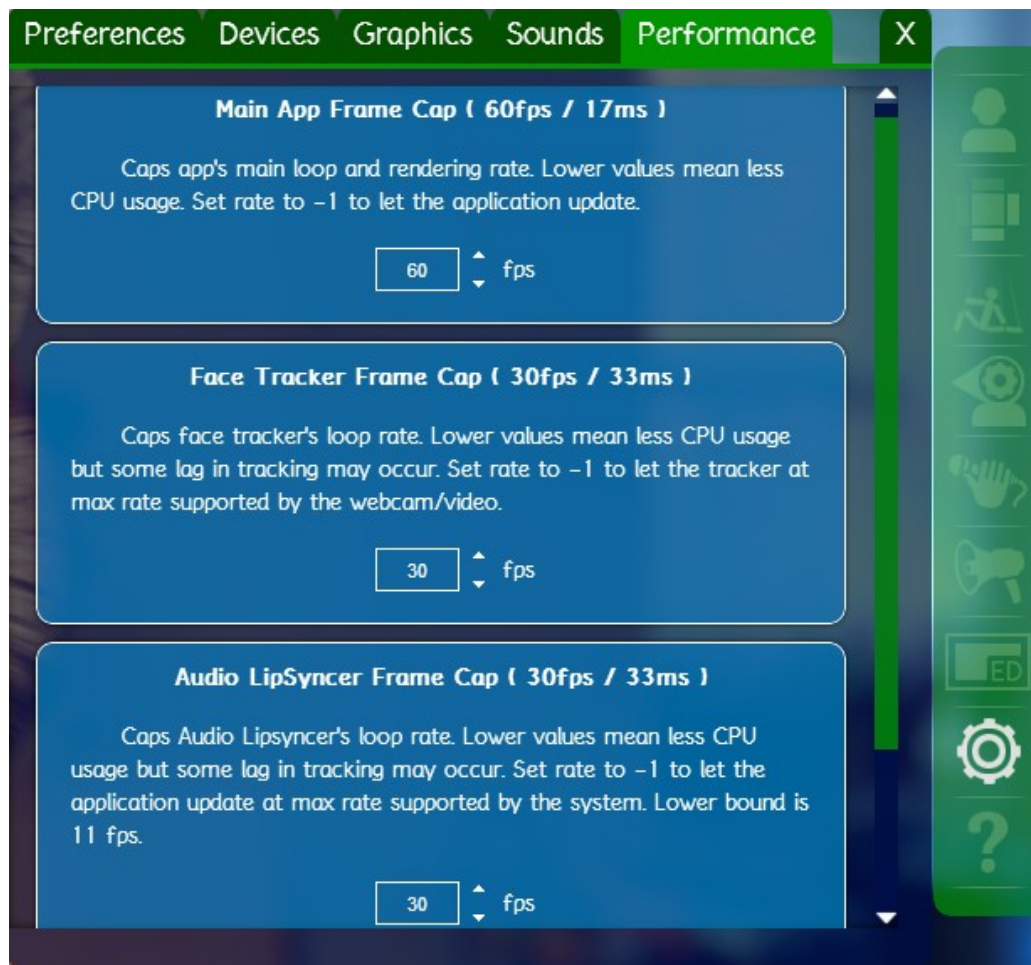 Preferences Devices Graphics Sounds Performance X
Main App Frame Cap ( 60fps / 17ms )
Caps app's main loop and rendering rate. Lower values mean less
CPU usage. Set rate to –1 to let the application update.
60 fps
Face Tracker Frame Cap ( 30fps / 33ms )
Caps face tracker's loop rate. Lower values mean less CPU usage
but some lag in tracking may occur. Set rate to –1 to let the tracker at
max rate supported by the webcam/video.
30 fps
Audio LipSyncer Frame Cap ( 30fps / 33ms )
Caps Audio Lipsyncer's loop rate. Lower values mean less CPU
usage but some lag in tracking may occur. Set rate to –1 to let the
application update at max rate supported by the system. Lower bound is
11 fps.
30 fps
ED
?